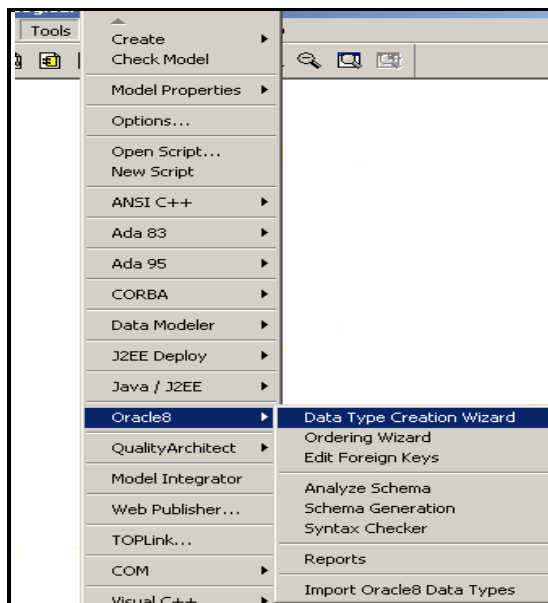 Tools
Create
Check Model
Model Properties
Options...
Open Script...
New Script
ANSI C++
Ada 83
Ada 95
CORBA
Data Modeler
J2EE Deploy
Java / J2EE
Oracle8
Data Type Creation Wizard
Ordering Wizard
Edit Foreign Keys
QualityArchitect
Analyze Schema
Model Integrator
Schema Generation
Web Publisher...
Syntax Checker
TOPLink...
Reports
COM
Import Oracle8 Data Types
Visual C++